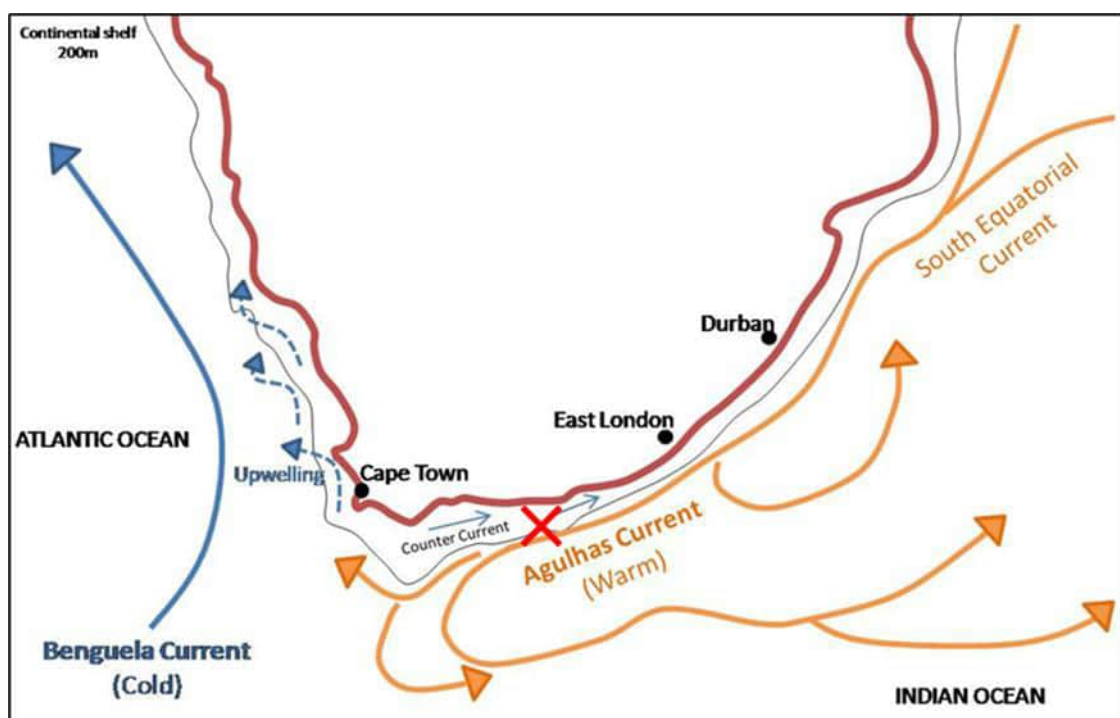 Continental shelf
200m
South Equatorial
Current
Durban
East London
ATLANTIC OCEAN
Upwelling
Cape Town
Counter Current
Agulhas Current
(Warm)
Benguela Current
(Cold)
INDIAN OCEAN